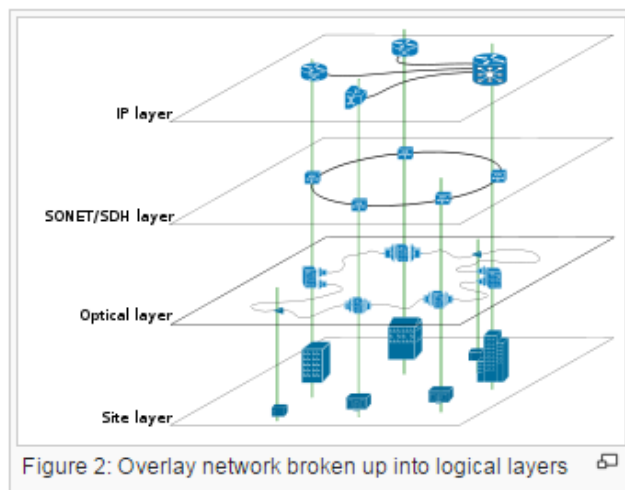 IP layer
SONET/SDH layer
Optical layer
Site layer
Figure 2: Overlay network broken up into logical layers